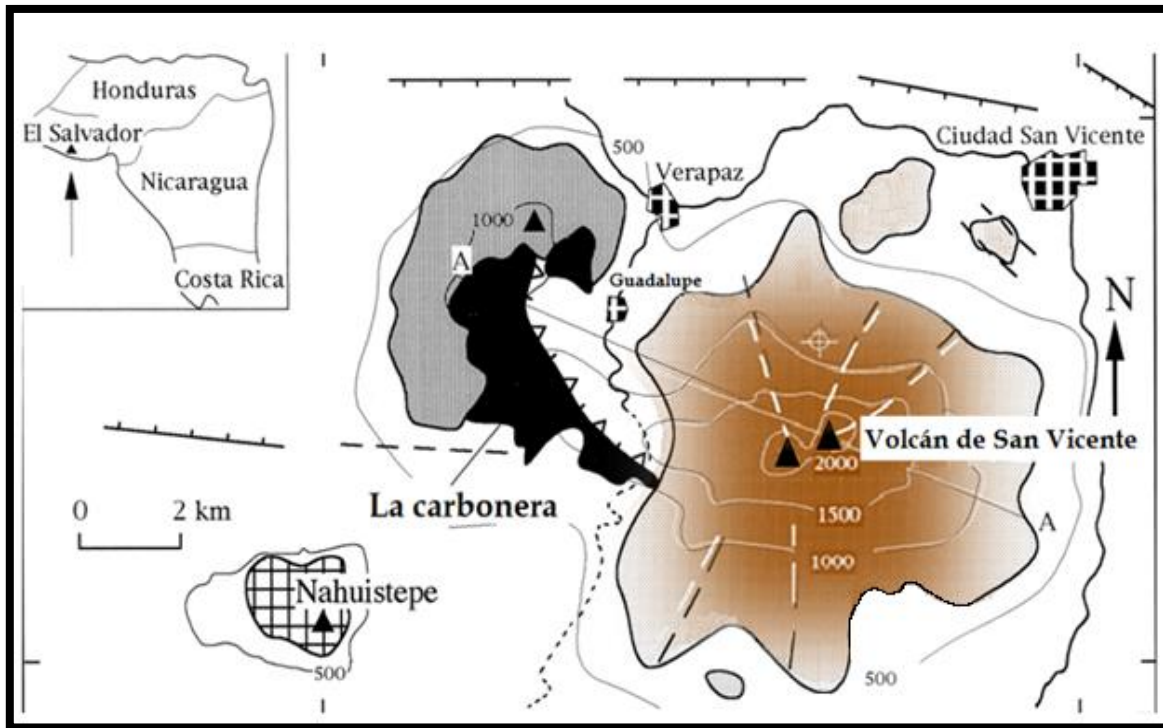 Honduras
El Salvador
Nicaragua
Costa Rica
500
Verapaz
Ciudad San Vicente
1000
A
Guadalupe
N
Volcán de San Vicente
2000
La carbonera
1500
A
0 2 km
1000
Nahuistepe
500
500